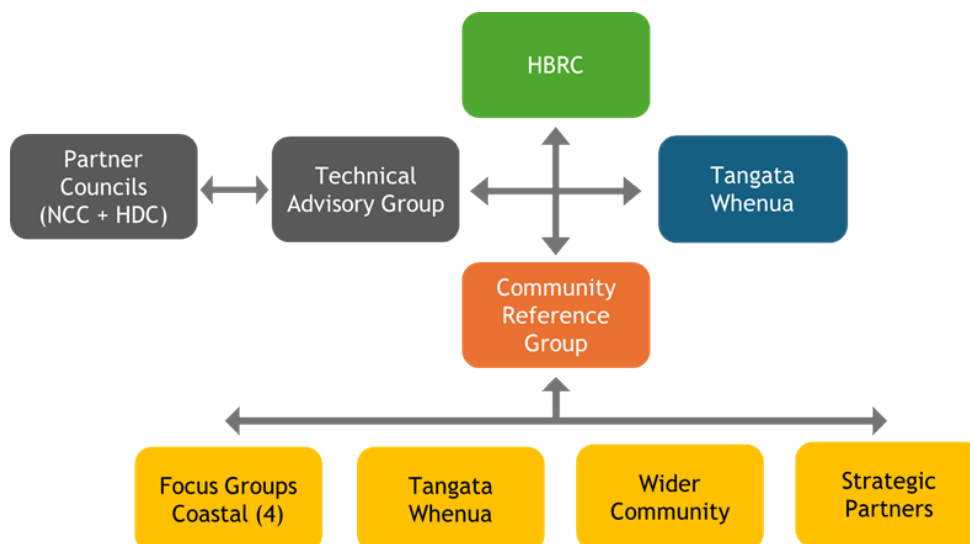 HBRC
Partner
Councils
(NCC + HDC)
Technical
Advisory Group
Tangata
Whenua
Community
Reference
Group
Focus Groups
Coastal (4)
Tangata
Whenua
Wider
Community
Strategic
Partners